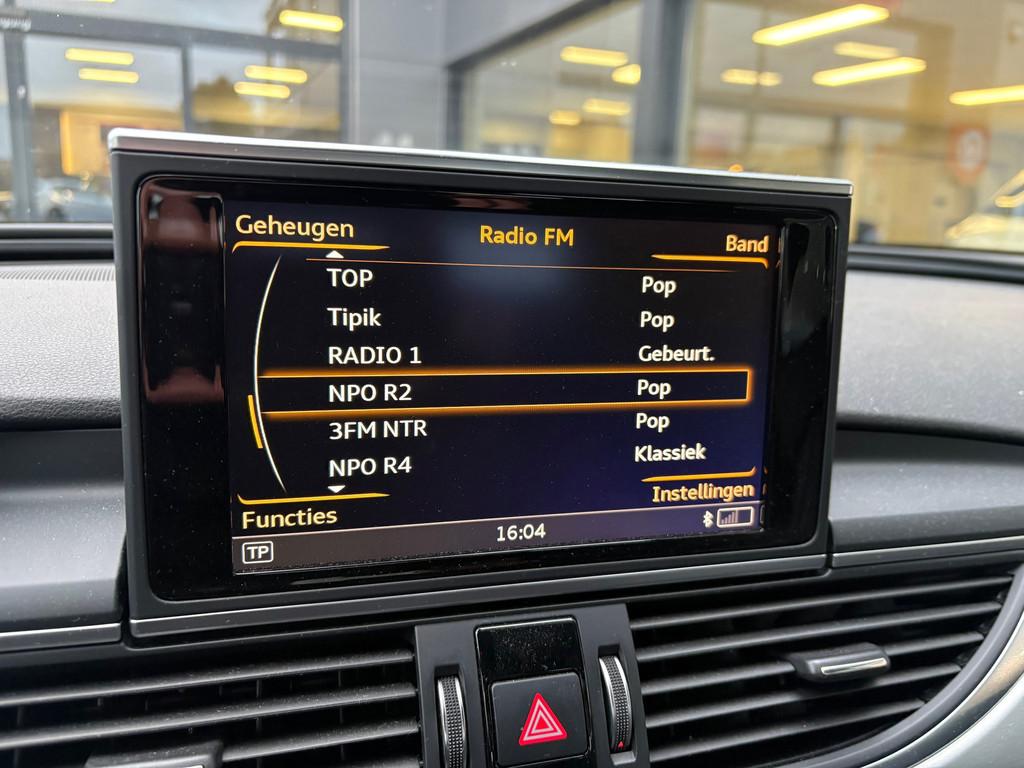 Geheugen Radio FM Band
TOP Pop
Tipik Pop
RADIO 1 Gebeurt.
NPO R2 Pop
3FM NTR Pop
NPO R4 Klassiek
Functies Instellingen
TP 16:04